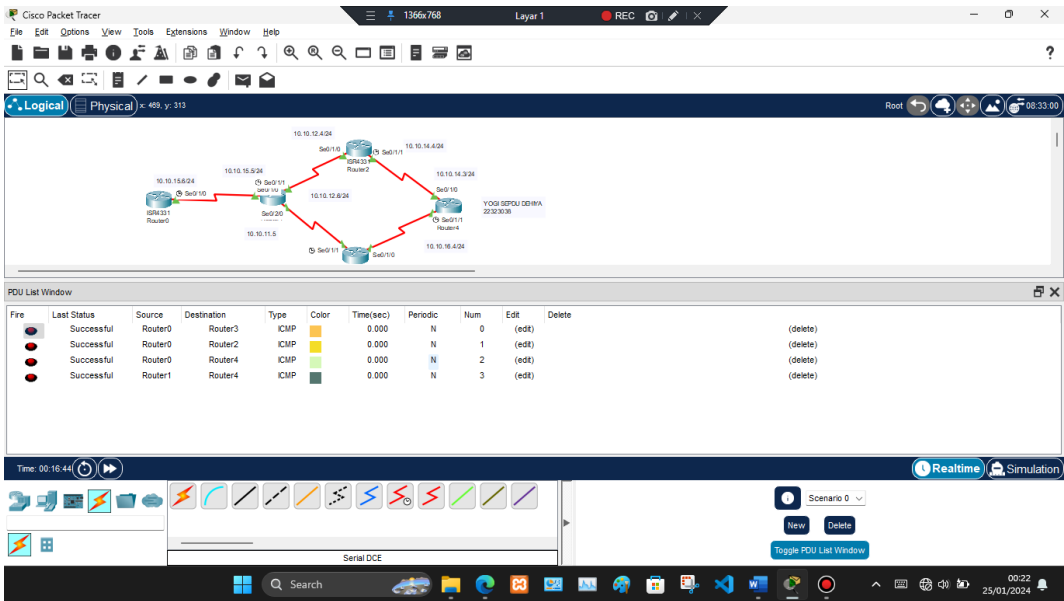 Cisco Packet Tracer
1366x768 Layar 1 REC
File Edit Options View Tools Extensions Window Help
?
Logical Physical x: 489, y: 313 Root 08:33:00
10.10.12.4/24
Se0/1/0 Se0/1/1 10.10.14.4/24
ISR4331
Router2
10.10.15.5/24 10.10.14.3/24
10.10.15.6/24 Se0/1/1
Se0/1/0 Se0/1/0 10.10.12.6/24 Se0/1/0
ISR4331
Router0
YOGI SEPDU DEHIYA
22323036
Se0/2/0 Se0/1/1
Router4
10.10.11.5
Se0/1/1 Se0/1/0 10.10.16.4/24
PDU List Window
Fire Last Status Source Destination Type Color Time(sec) Periodic Num Edit Delete
Successful Router0 Router3 ICMP 0.000 N 0 (edit) (delete)
Successful Router0 Router2 ICMP 0.000 N 1 (edit) (delete)
Successful Router0 Router4 ICMP 0.000 N 2 (edit) (delete)
Successful Router1 Router4 ICMP 0.000 N 3 (edit) (delete)
Time: 00:16:44 Realtime Simulation
Scenario 0
New Delete
Toggle PDU List Window
Serial DCE
Search
00:22
25/01/2024